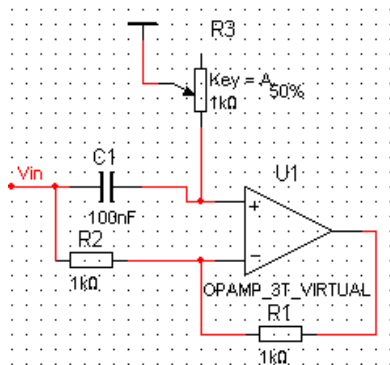 R3
Key = A
50%
1kΩ
Vin
C1
100nF
U1
R2
1kΩ
OPAMP_3T_VIRTUAL
R1
1kΩ